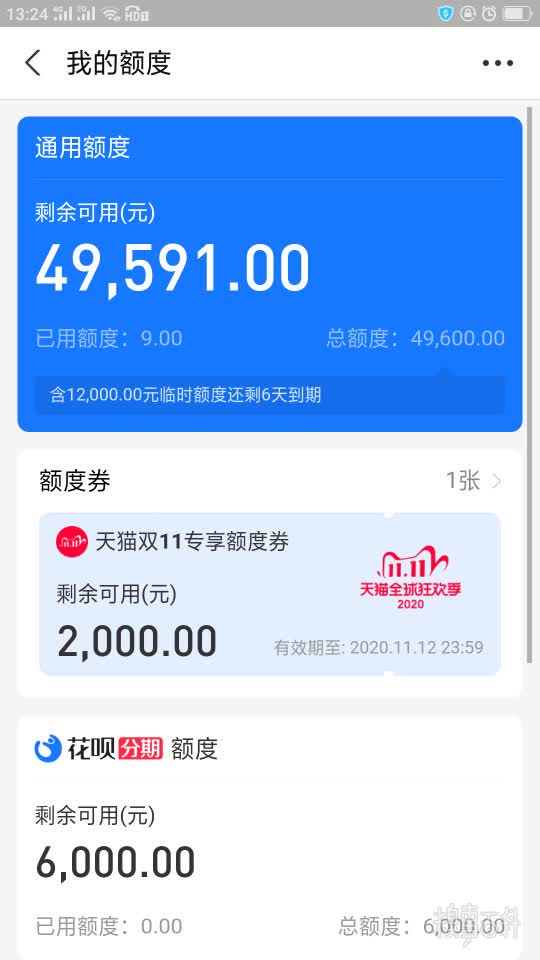 13:24 4G 2G HD
我的额度
通用额度
剩余可用(元)
49,591.00
已用额度：9.00 总额度：49,600.00
含12,000.00元临时额度还剩6天到期
额度券 1张
11.11 天猫双11专享额度券
11.11
天猫全球狂欢季
2020
剩余可用(元)
2,000.00 有效期至: 2020.11.12 23:59
花呗分期 额度
剩余可用(元)
6,000.00
已用额度：0.00 总额度：6,000.00